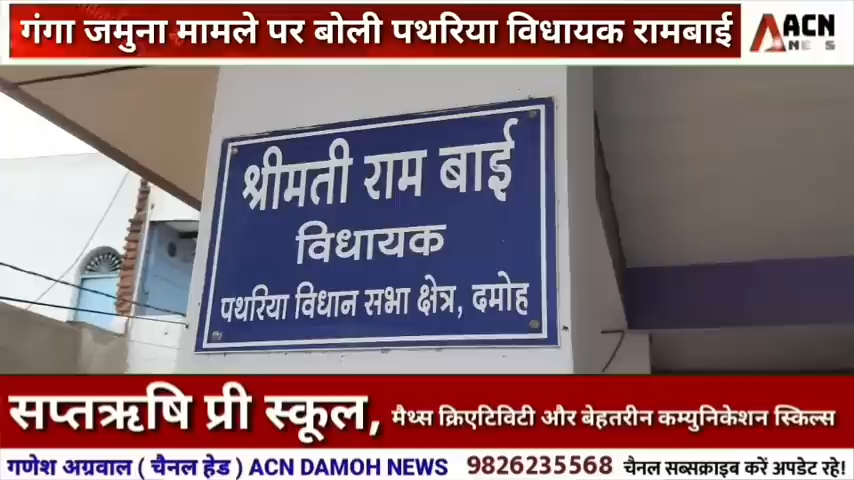 गंगा जमुना मामले पर बोली पथरिया विधायक रामबाई
ACN
NEWS
श्रीमती राम बाई
विधायक
पथरिया विधान सभा क्षेत्र, दमोह
सप्तऋषि प्री स्कूल, मैथ्स क्रिएटिविटी और बेहतरीन कम्युनिकेशन स्किल्स
गणेश अग्रवाल ( चैनल हेड ) ACN DAMOH NEWS 9826235568 चैनल सब्सक्राइब करें अपडेट रहे!